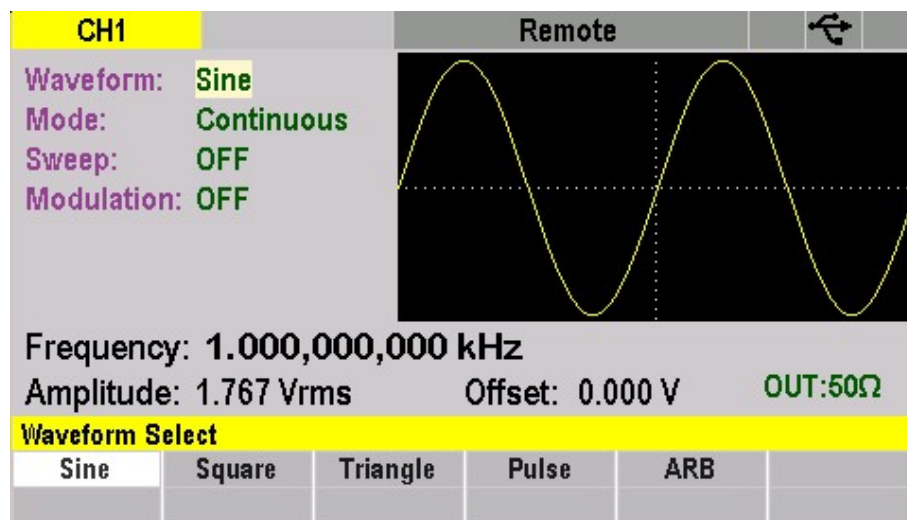 CH1 Remote
Waveform: Sine
Mode: Continuous
Sweep: OFF
Modulation: OFF
Frequency: 1.000,000,000 kHz
Amplitude: 1.767 Vrms Offset: 0.000 V OUT:50Ω
Waveform Select
Sine Square Triangle Pulse ARB